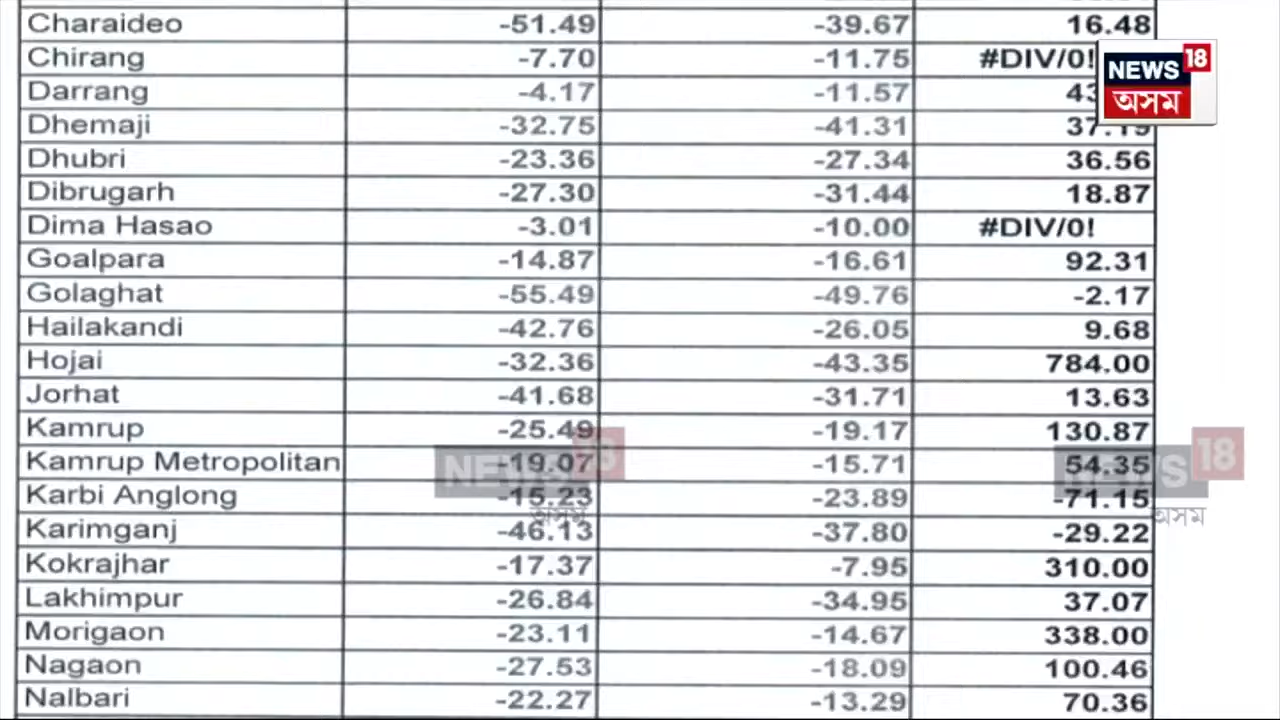 Charaideo -51.49 -39.67 16.48
Chirang -7.70 -11.75 #DIV/0!
Darrang -4.17 -11.57
Dhemaji -32.75 -41.31 37.19
Dhubri -23.36 -27.34 36.56
Dibrugarh -27.30 -31.44 18.87
Dima Hasao -3.01 -10.00 #DIV/0!
Goalpara -14.87 -16.61 92.31
Golaghat -55.49 -49.76 -2.17
Hailakandi -42.76 -26.05 9.68
Hojai -32.36 -43.35 784.00
Jorhat -41.68 -31.71 13.63
Kamrup -25.49 -19.17 130.87
Kamrup Metropolitan -19.07 -15.71 54.35
Karbi Anglong -15.23 -23.89 -71.15
Karimganj -46.13 -37.80 -29.22
Kokrajhar -17.37 -7.95 310.00
Lakhimpur -26.84 -34.95 37.07
Morigaon -23.11 -14.67 338.00
Nagaon -27.53 -18.09 100.46
Nalbari -22.27 -13.29 70.36
NEWS 18
অসম
NEWS 18
অসম
NEWS 18
অসম